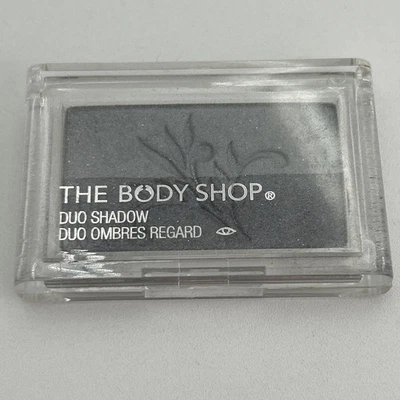 THE BODY SHOP®
DUO SHADOW
DUO OMBRES REGARD